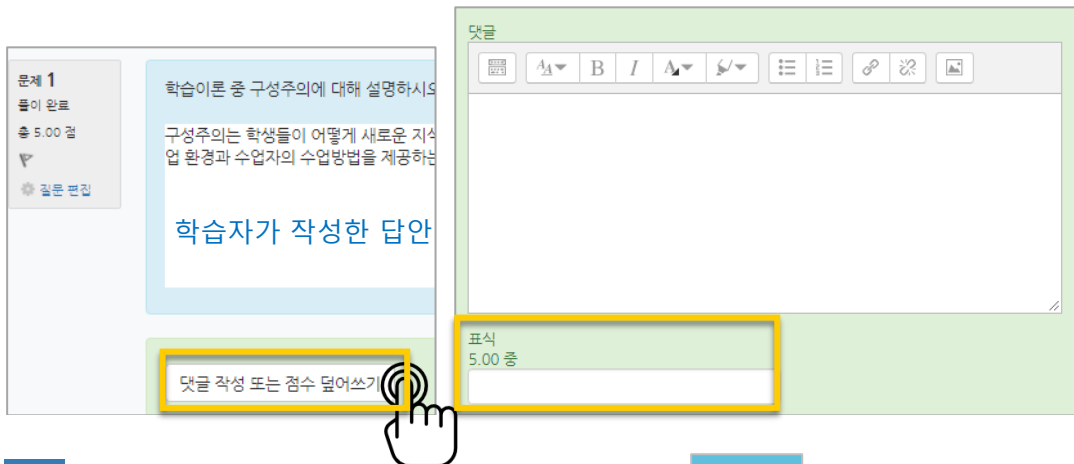 문제 1
풀이 완료
총 5.00 점
질문 편집
학습이론 중 구성주의에 대해 설명하시오
구성주의는 학생들이 어떻게 새로운 지식
업 환경과 수업자의 수업방법을 제공하는
학습자가 작성한 답안
댓글 작성 또는 점수 덮어쓰기
댓글
B I
표식
5.00 중